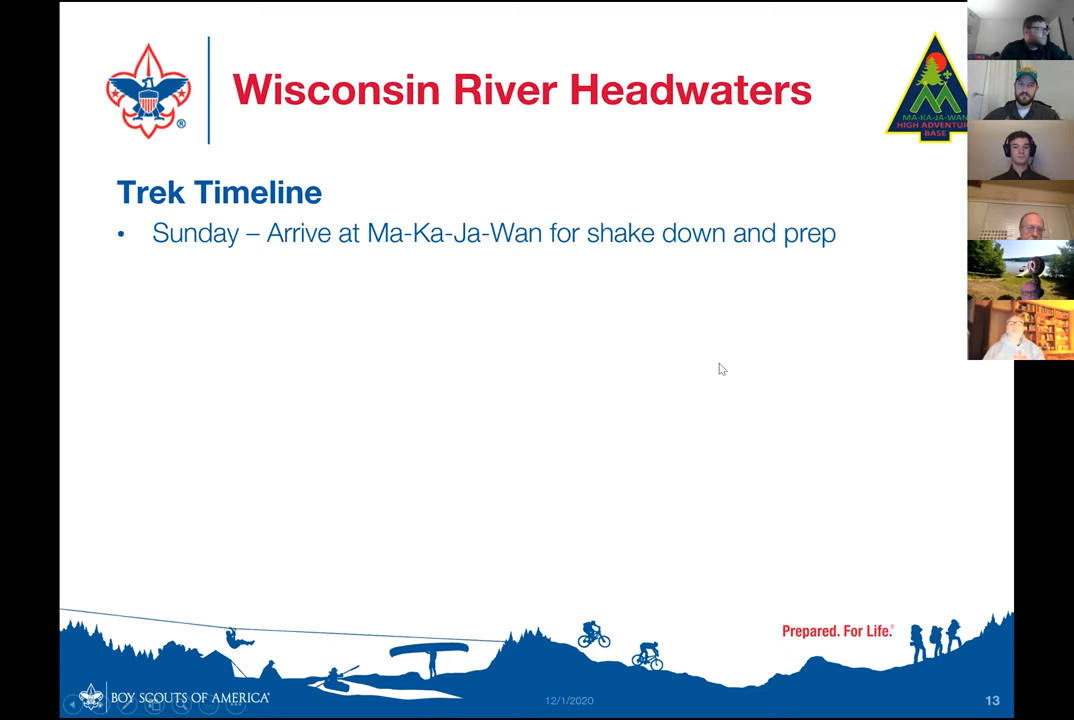 Wisconsin River Headwaters
MA-KA-JA-WAN
HIGH ADVENTUR
BASE
Trek Timeline
• Sunday – Arrive at Ma-Ka-Ja-Wan for shake down and prep
Prepared. For Life.®
BOY SCOUTS OF AMERICA®
12/1/2020
13